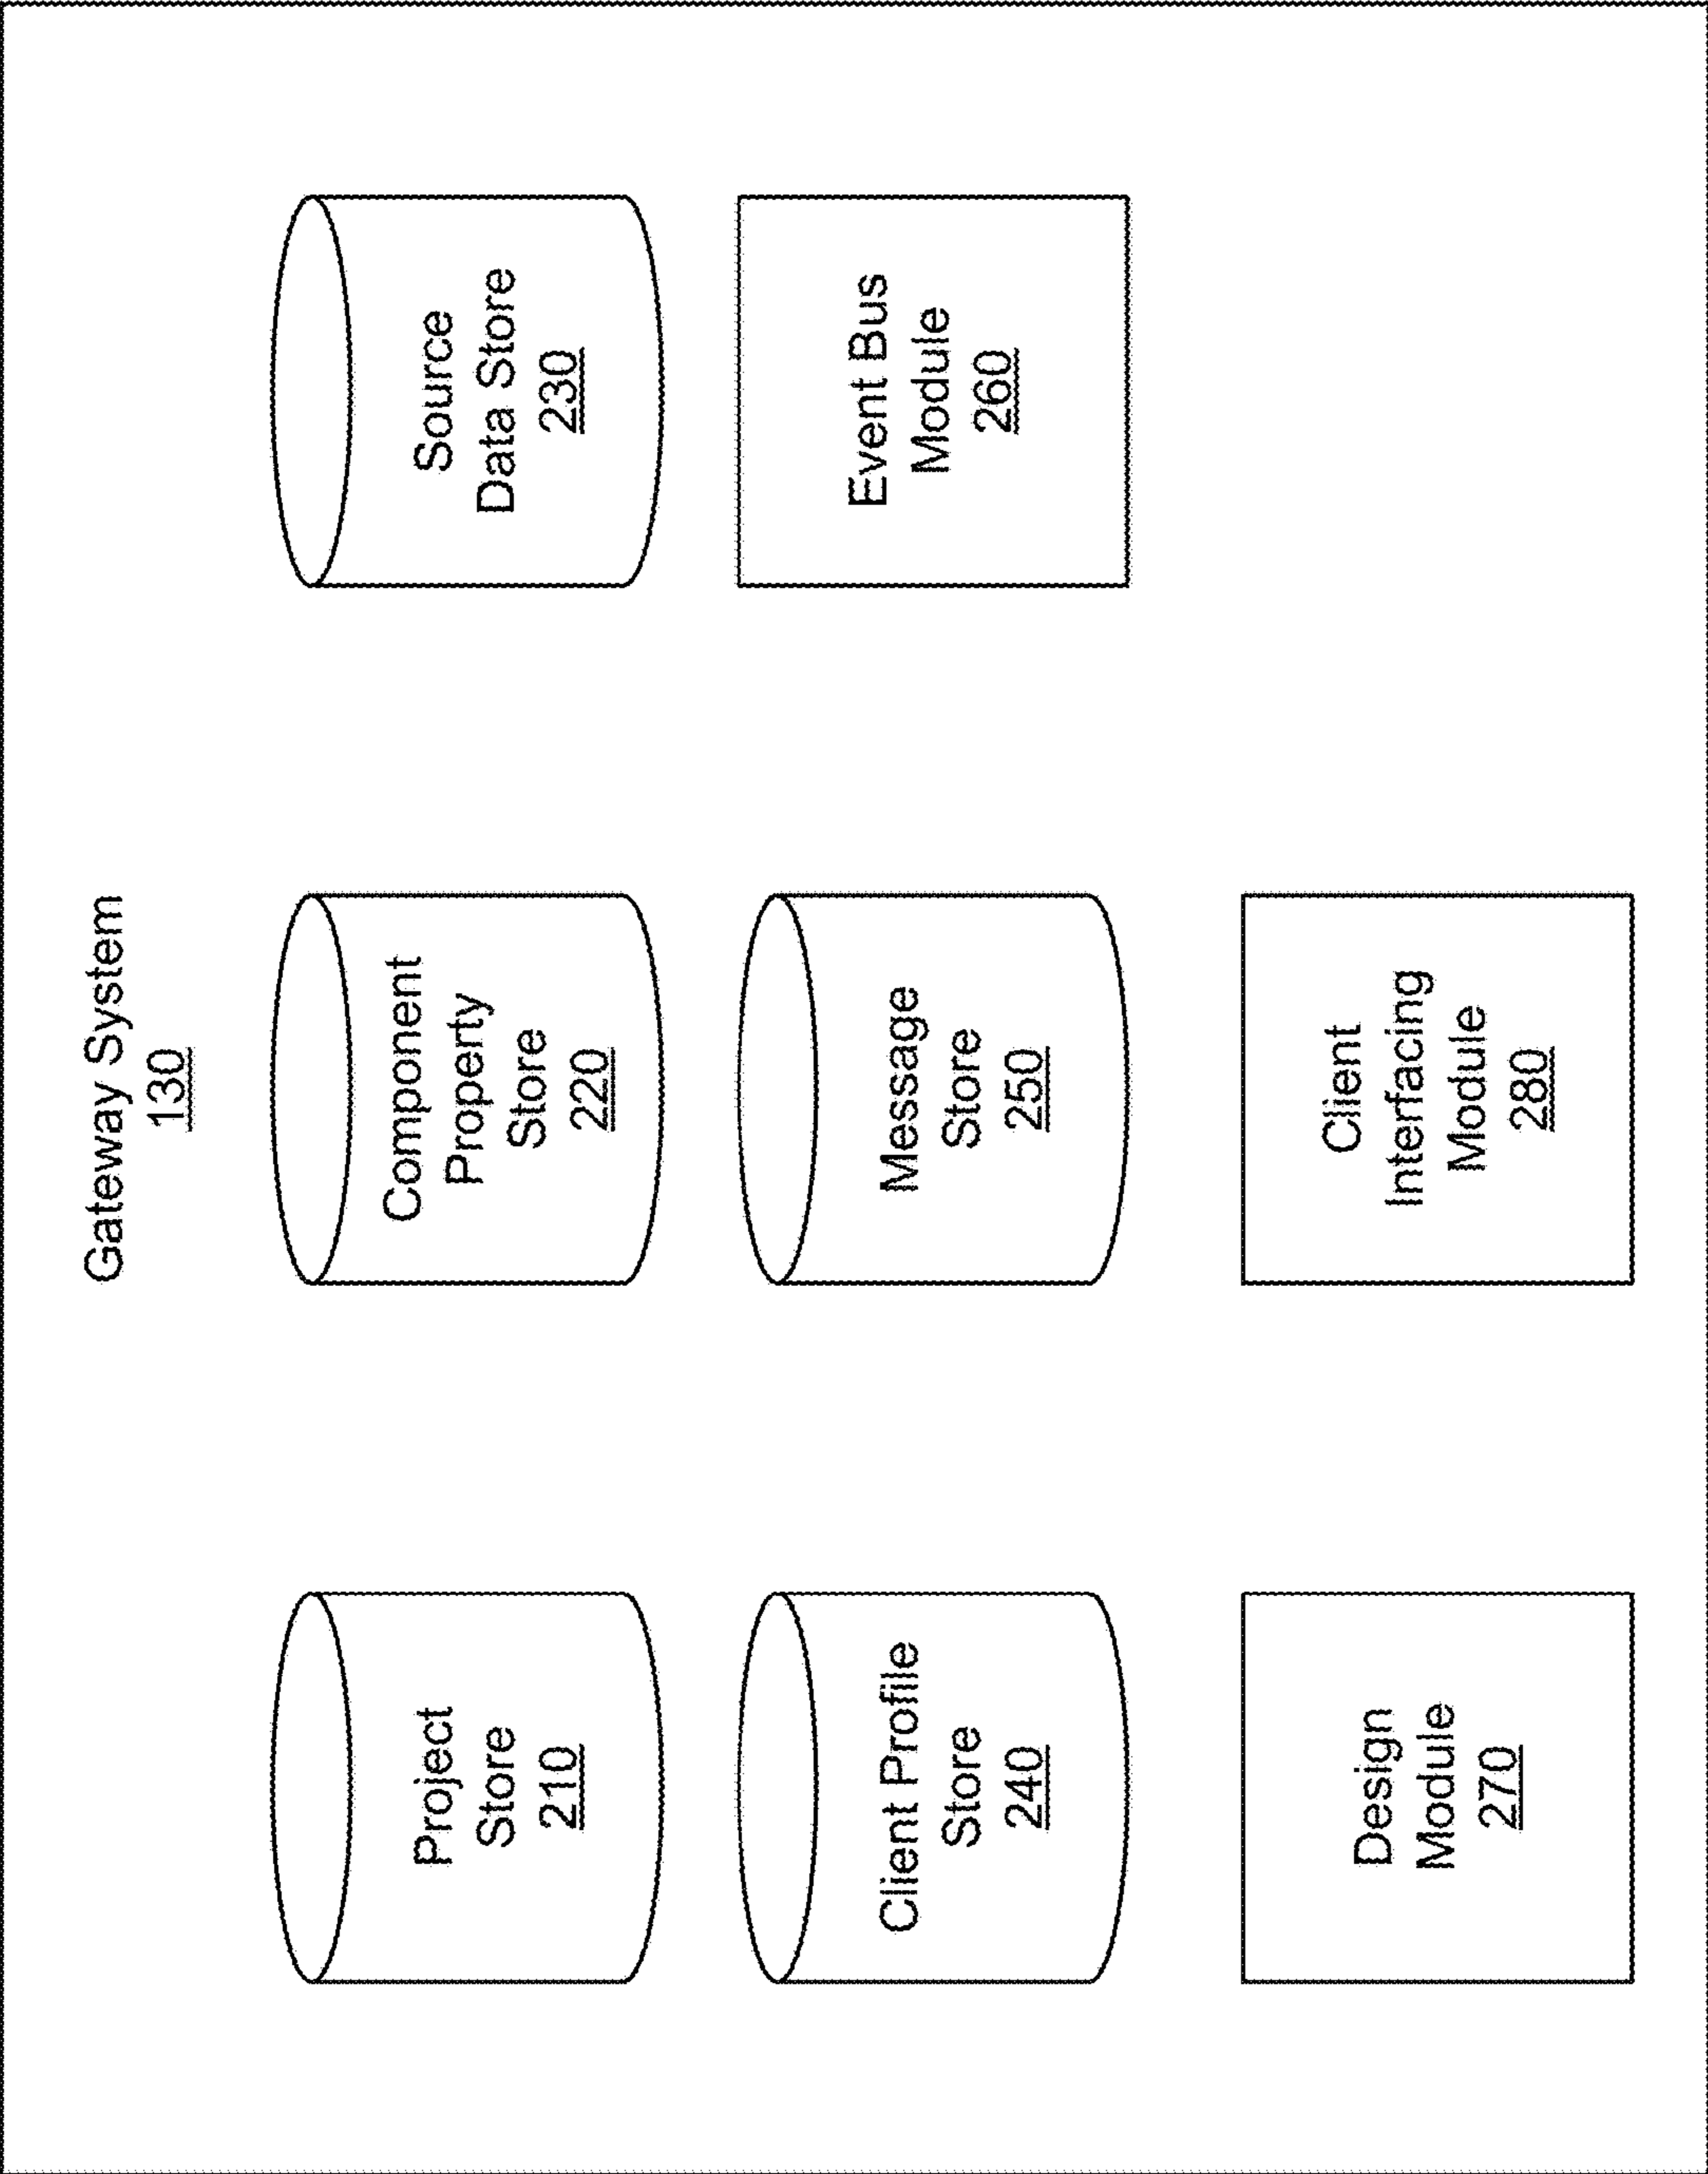 Gateway System
130
Project
Store
210
Component
Property
Store
220
Source
Data Store
230
Client Profile
Store
240
Message
Store
250
Event Bus
Module
260
Design
Module
270
Client
Interfacing
Module
280